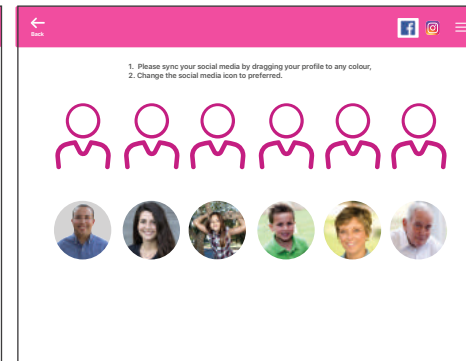 Back
1. Please sync your social media by dragging your profile to any colour,
2. Change the social media icon to preferred.